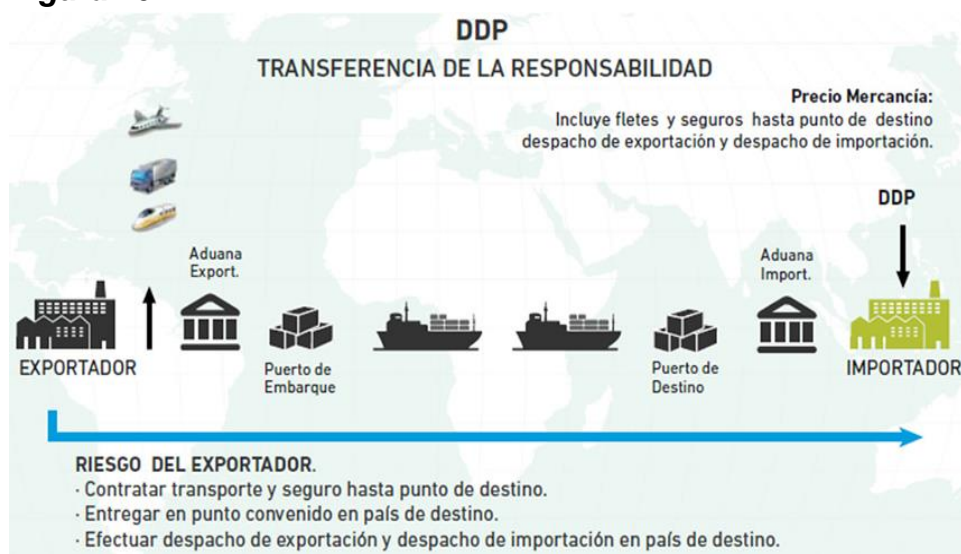 DDP
TRANSFERENCIA DE LA RESPONSABILIDAD
Precio Mercancía:
Incluye fletes y seguros hasta punto de destino
despacho de exportación y despacho de importación.
DDP
Aduana
Export.
Aduana
Import.
EXPORTADOR
Puerto de
Embarque
Puerto de
Destino
IMPORTADOR
RIESGO DEL EXPORTADOR.
· Contratar transporte y seguro hasta punto de destino.
· Entregar en punto convenido en país de destino.
· Efectuar despacho de exportación y despacho de importación en país de destino.